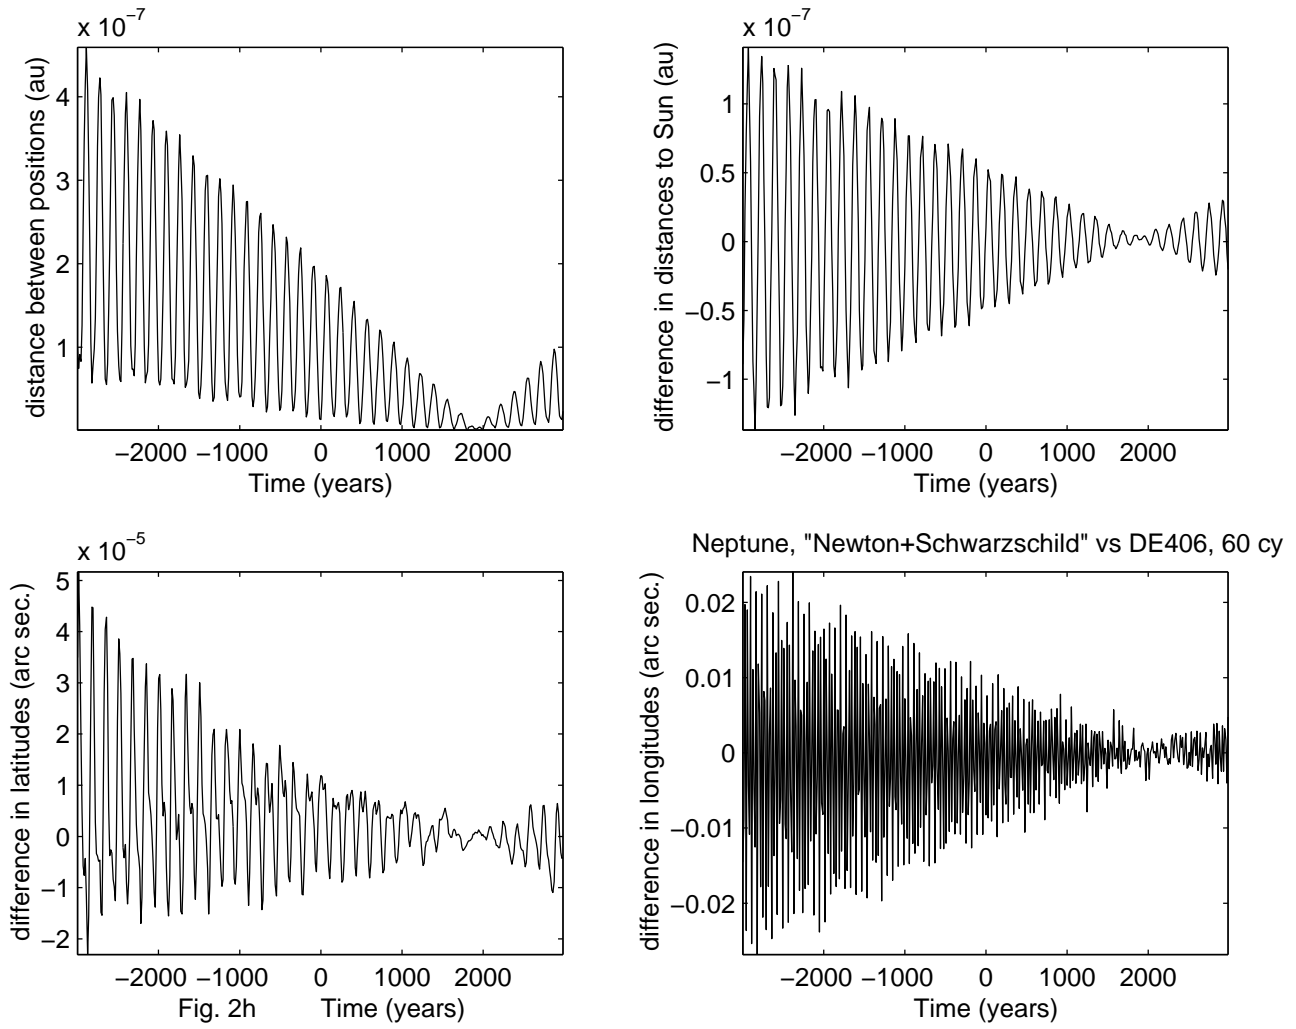 x 10⁻⁷
distance between positions (au)
4
3
2
1
−2000 −1000 0 1000 2000
Time (years)
x 10⁻⁷
difference in distances to Sun (au)
1
0.5
0
−0.5
−1
−2000 −1000 0 1000 2000
Time (years)
x 10⁻⁵
difference in latitudes (arc sec.)
5
4
3
2
1
0
−1
−2
−2000 −1000 0 1000 2000
Fig. 2h Time (years)
Neptune, "Newton+Schwarzschild" vs DE406, 60 cy
difference in longitudes (arc sec.)
0.02
0.01
0
−0.01
−0.02
−2000 −1000 0 1000 2000
Time (years)